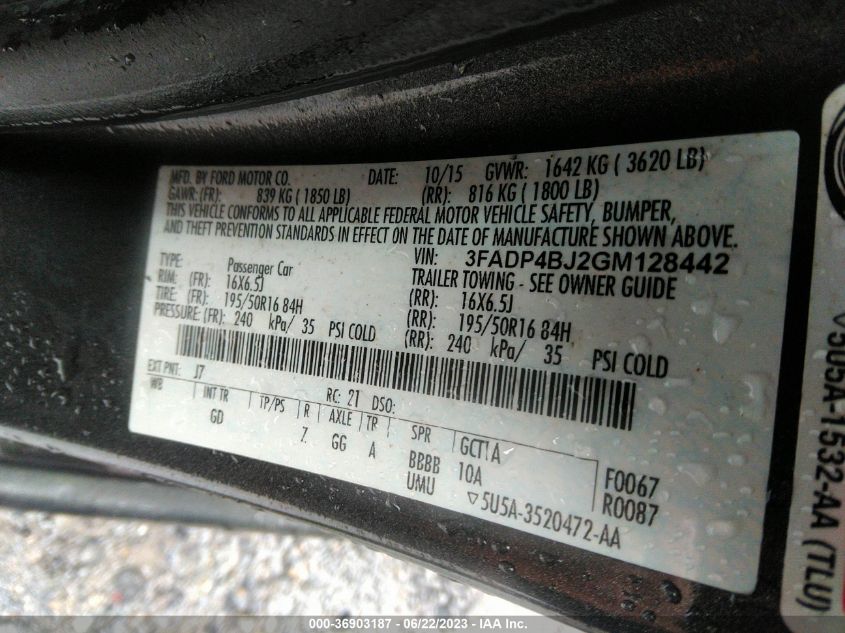 MFD. BY FORD MOTOR CO. DATE: 10/15 GVWR: 1642 KG ( 3620 LB)
GAWR: (FR): 839 KG ( 1850 LB) (RR): 816 KG ( 1800 LB)
THIS VEHICLE CONFORMS TO ALL APPLICABLE FEDERAL MOTOR VEHICLE SAFETY, BUMPER,
AND THEFT PREVENTION STANDARDS IN EFFECT ON THE DATE OF MANUFACTURE SHOWN ABOVE.
VIN: 3FADP4BJ2GM128442
TYPE: Passenger Car TRAILER TOWING - SEE OWNER GUIDE
RIM: (FR): 16X6.5J (RR): 16X6.5J
TIRE: (FR): 195/50R16 84H (RR): 195/50R16 84H
PRESSURE: (FR): 240 kPa/ 35 PSI COLD (RR): 240 kPa/ 35 PSI COLD
EXT PNT: J7 RC: 21 DSO:
WB INT TR TP/PS R AXLE TR SPR GCT1A
GD 7. GG A BBBB 10A F0067
UMU R0087
▽5U5A-3520472-AA
▽5U5A-1532-AA (TLU)
000-36903187 - 06/22/2023 - IAA Inc.